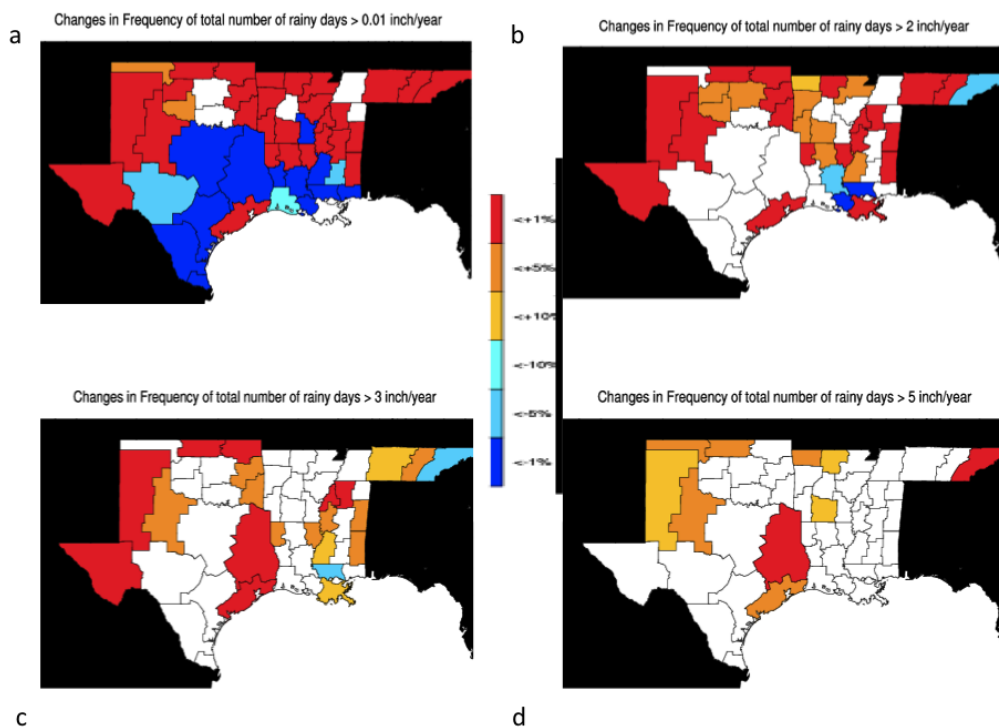 Changes in Frequency of total number of rainy days > 0.01 inch/year
a
Changes in Frequency of total number of rainy days > 2 inch/year
b
<+1%
<+5%
<+10%
<-10%
<-5%
<-1%
Changes in Frequency of total number of rainy days > 3 inch/year
Changes in Frequency of total number of rainy days > 5 inch/year
c
d